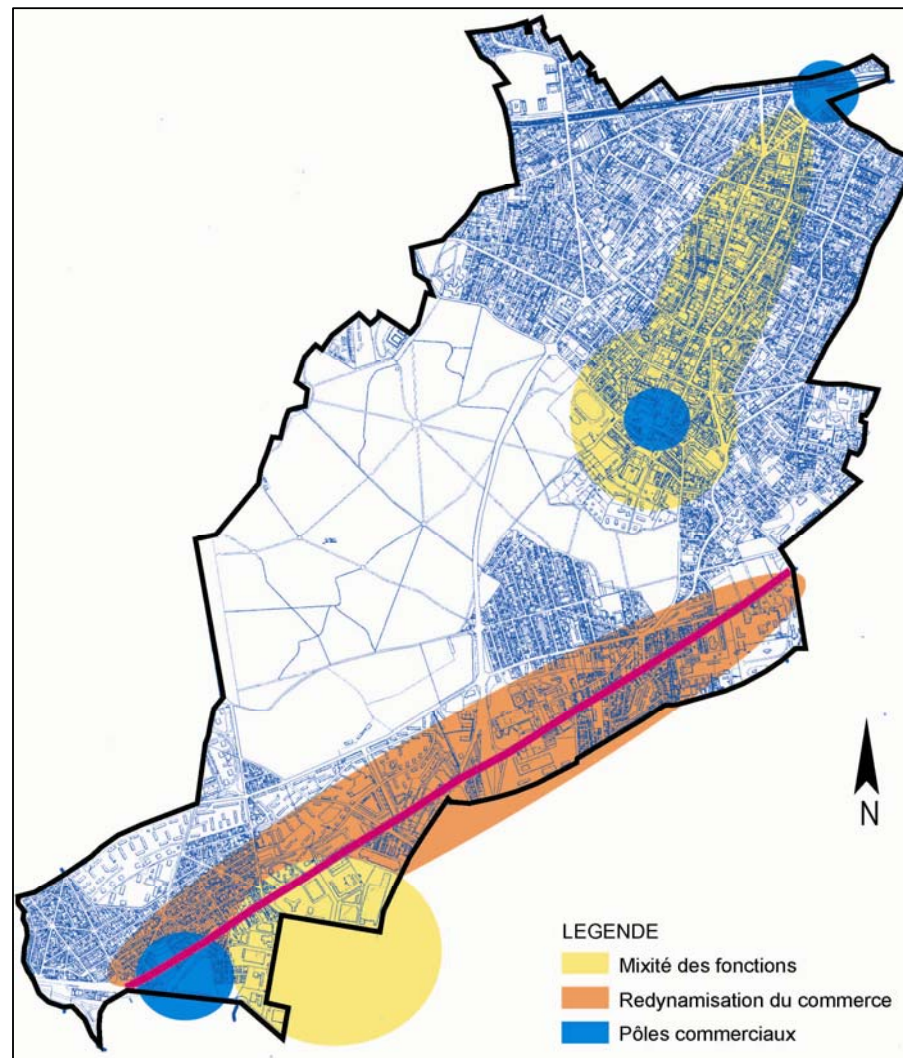 N
LEGENDE
Mixité des fonctions
Redynamisation du commerce
Pôles commerciaux